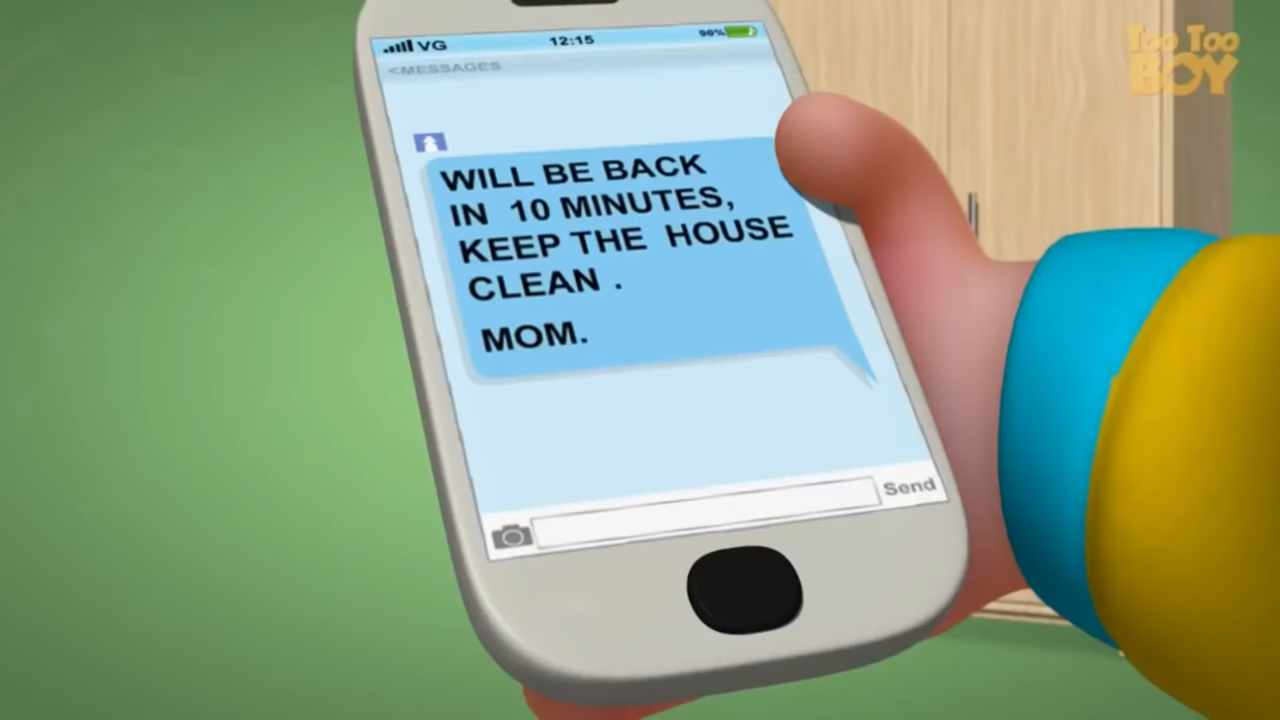 VG 12:15 90%
<MESSAGES
WILL BE BACK
IN 10 MINUTES,
KEEP THE HOUSE
CLEAN .
MOM.
Send
Too Too
BOY